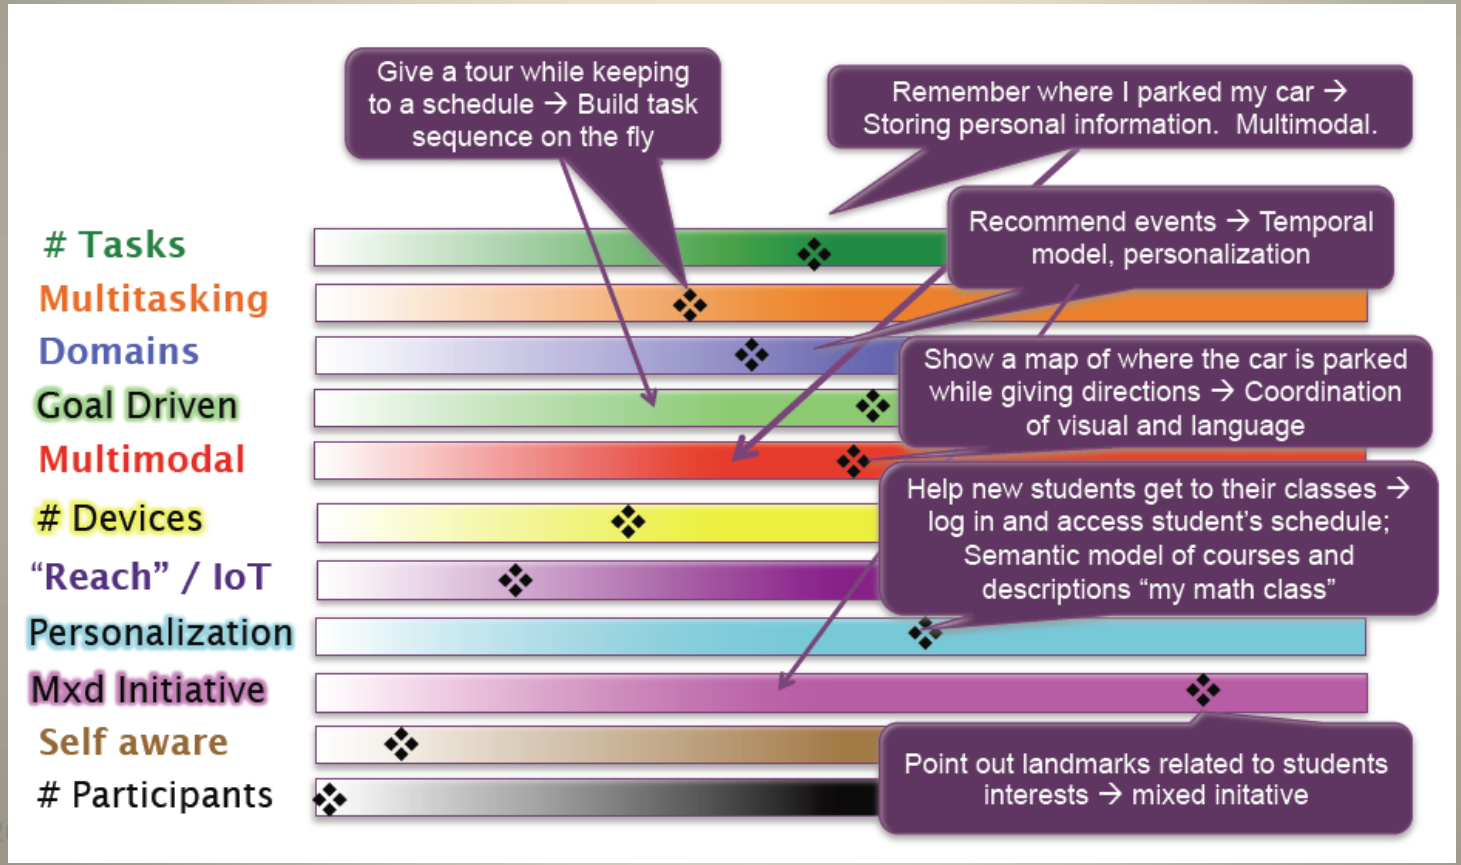 Give a tour while keeping
to a schedule → Build task
sequence on the fly
Remember where I parked my car →
Storing personal information.  Multimodal.
Recommend events → Temporal
model, personalization
Show a map of where the car is parked
while giving directions → Coordination
of visual and language
Help new students get to their classes →
log in and access student's schedule;
Semantic model of courses and
descriptions “my math class”
Point out landmarks related to students
interests → mixed initative
# Tasks
Multitasking
Domains
Goal Driven
Multimodal
# Devices
“Reach” / IoT
Personalization
Mxd Initiative
Self aware
# Participants